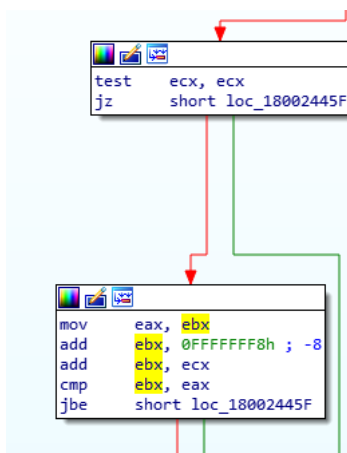 test ecx, ecx
jz short loc_18002445F
mov eax, ebx
add ebx, 0FFFFFFF8h ; -8
add ebx, ecx
cmp ebx, eax
jbe short loc_18002445F